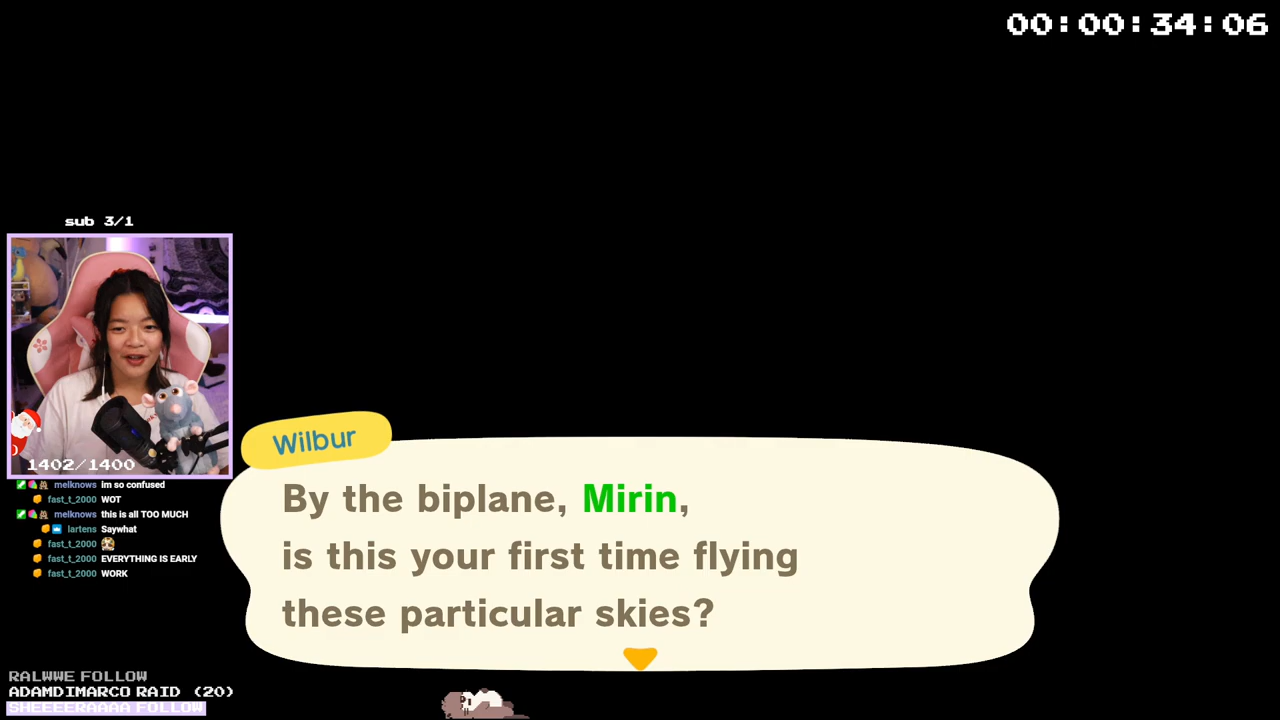 00:00:34:06
sub 3/1
1402/1400
melknows im so confused
fast_t_2000 WOT
melknows this is all TOO MUCH
lartens Saywhat
fast_t_2000
fast_t_2000 EVERYTHING IS EARLY
fast_t_2000 WORK
Wilbur
By the biplane, Mirin,
is this your first time flying
these particular skies?
RALWWE FOLLOW
ADAMDIMARCO RAID (20)
SHEEEERAAAA FOLLOW